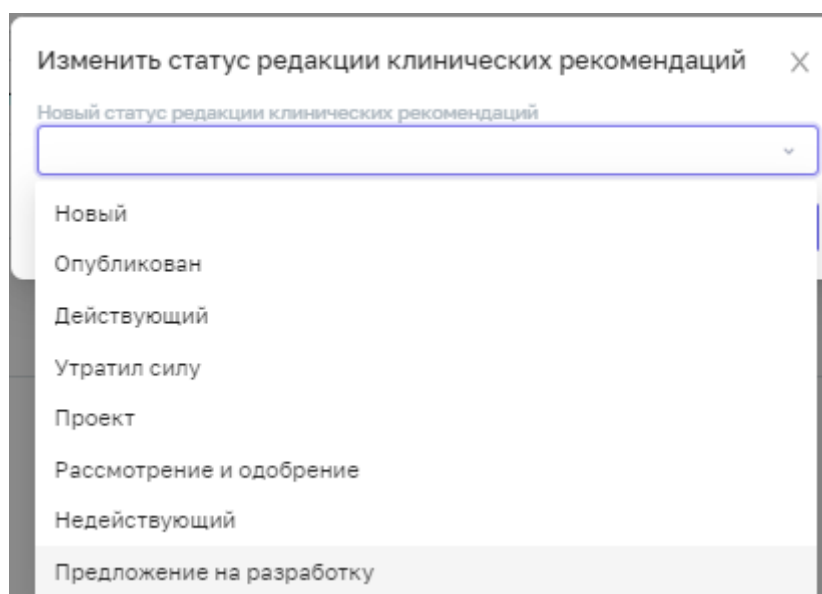 Изменить статус редакции клинических рекомендаций
Новый статус редакции клинических рекомендаций
Новый
Опубликован
Действующий
Утратил силу
Проект
Рассмотрение и одобрение
Недействующий
Предложение на разработку